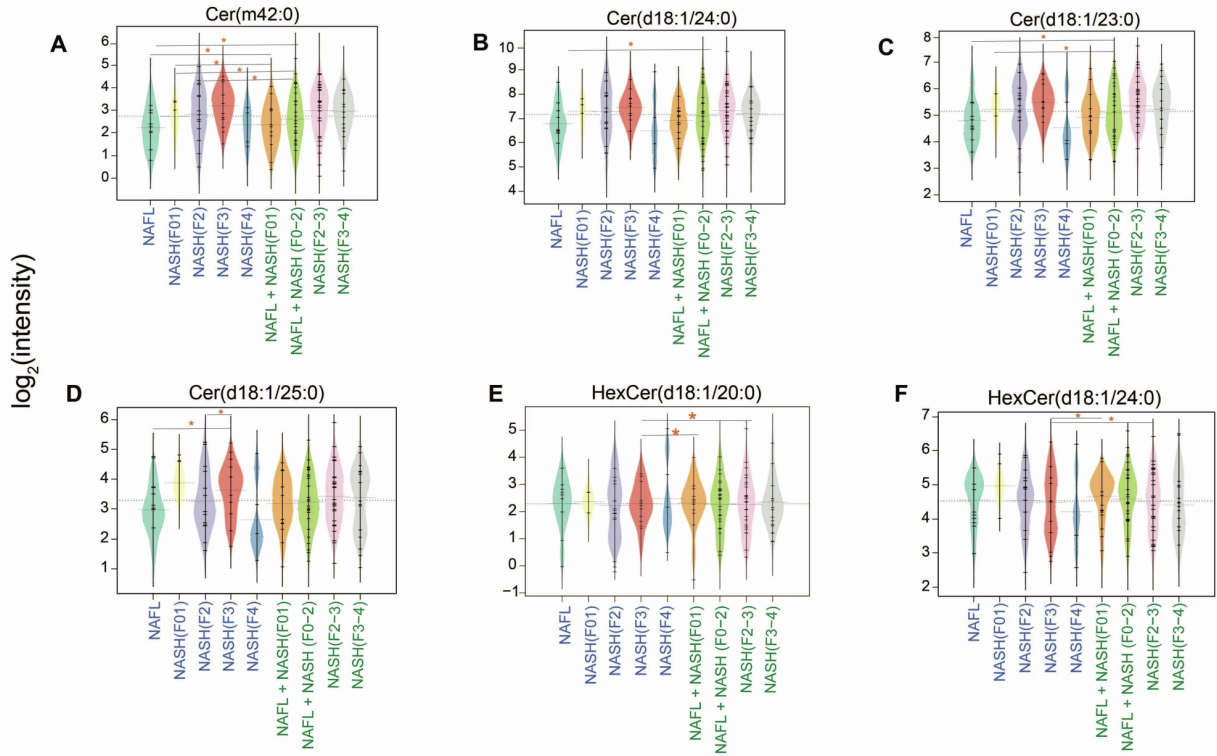 log2(intensity)
A
Cer(m42:0)
6
5
4
3
2
1
0
*
*
*
*
*
NAFL
NASH(F01)
NASH(F2)
NASH(F3)
NASH(F4)
NAFL + NASH(F01)
NAFL + NASH (F0-2)
NASH(F2-3)
NASH(F3-4)
B
Cer(d18:1/24:0)
10
9
8
7
6
5
4
*
NAFL
NASH(F01)
NASH(F2)
NASH(F3)
NASH(F4)
NAFL + NASH(F01)
NAFL + NASH (F0-2)
NASH(F2-3)
NASH(F3-4)
C
Cer(d18:1/23:0)
8
7
6
5
4
3
2
*
*
NAFL
NASH(F01)
NASH(F2)
NASH(F3)
NASH(F4)
NAFL + NASH(F01)
NAFL + NASH (F0-2)
NASH(F2-3)
NASH(F3-4)
D
Cer(d18:1/25:0)
6
5
4
3
2
1
*
*
NAFL
NASH(F01)
NASH(F2)
NASH(F3)
NASH(F4)
NAFL + NASH(F01)
NAFL + NASH (F0-2)
NASH(F2-3)
NASH(F3-4)
E
HexCer(d18:1/20:0)
5
4
3
2
1
0
-1
*
*
NAFL
NASH(F01)
NASH(F2)
NASH(F3)
NASH(F4)
NAFL + NASH(F01)
NAFL + NASH (F0-2)
NASH(F2-3)
NASH(F3-4)
F
HexCer(d18:1/24:0)
7
6
5
4
3
2
*
*
NAFL
NASH(F01)
NASH(F2)
NASH(F3)
NASH(F4)
NAFL + NASH(F01)
NAFL + NASH (F0-2)
NASH(F2-3)
NASH(F3-4)